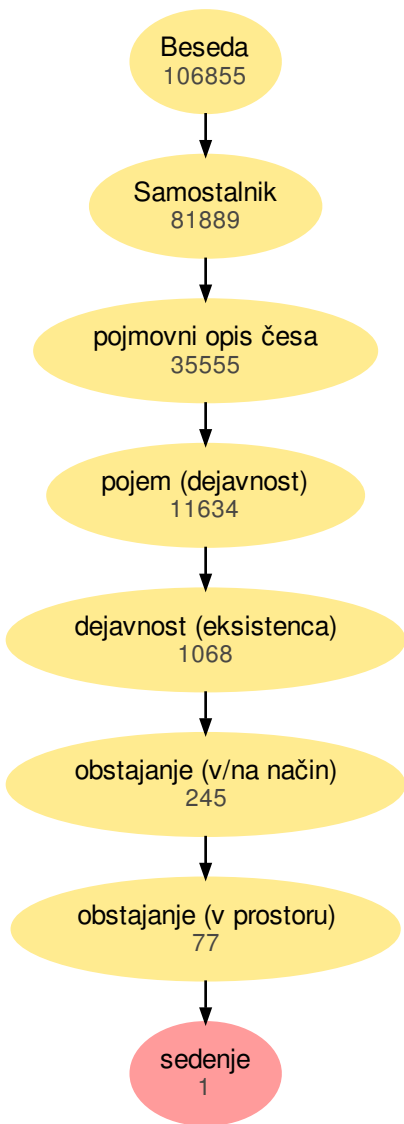 Beseda
106855
Samostalnik
81889
pojmovni opis česa
35555
pojem (dejavnost)
11634
dejavnost (eksistenca)
1068
obstajanje (v/na način)
245
obstajanje (v prostoru)
77
sedenje
1